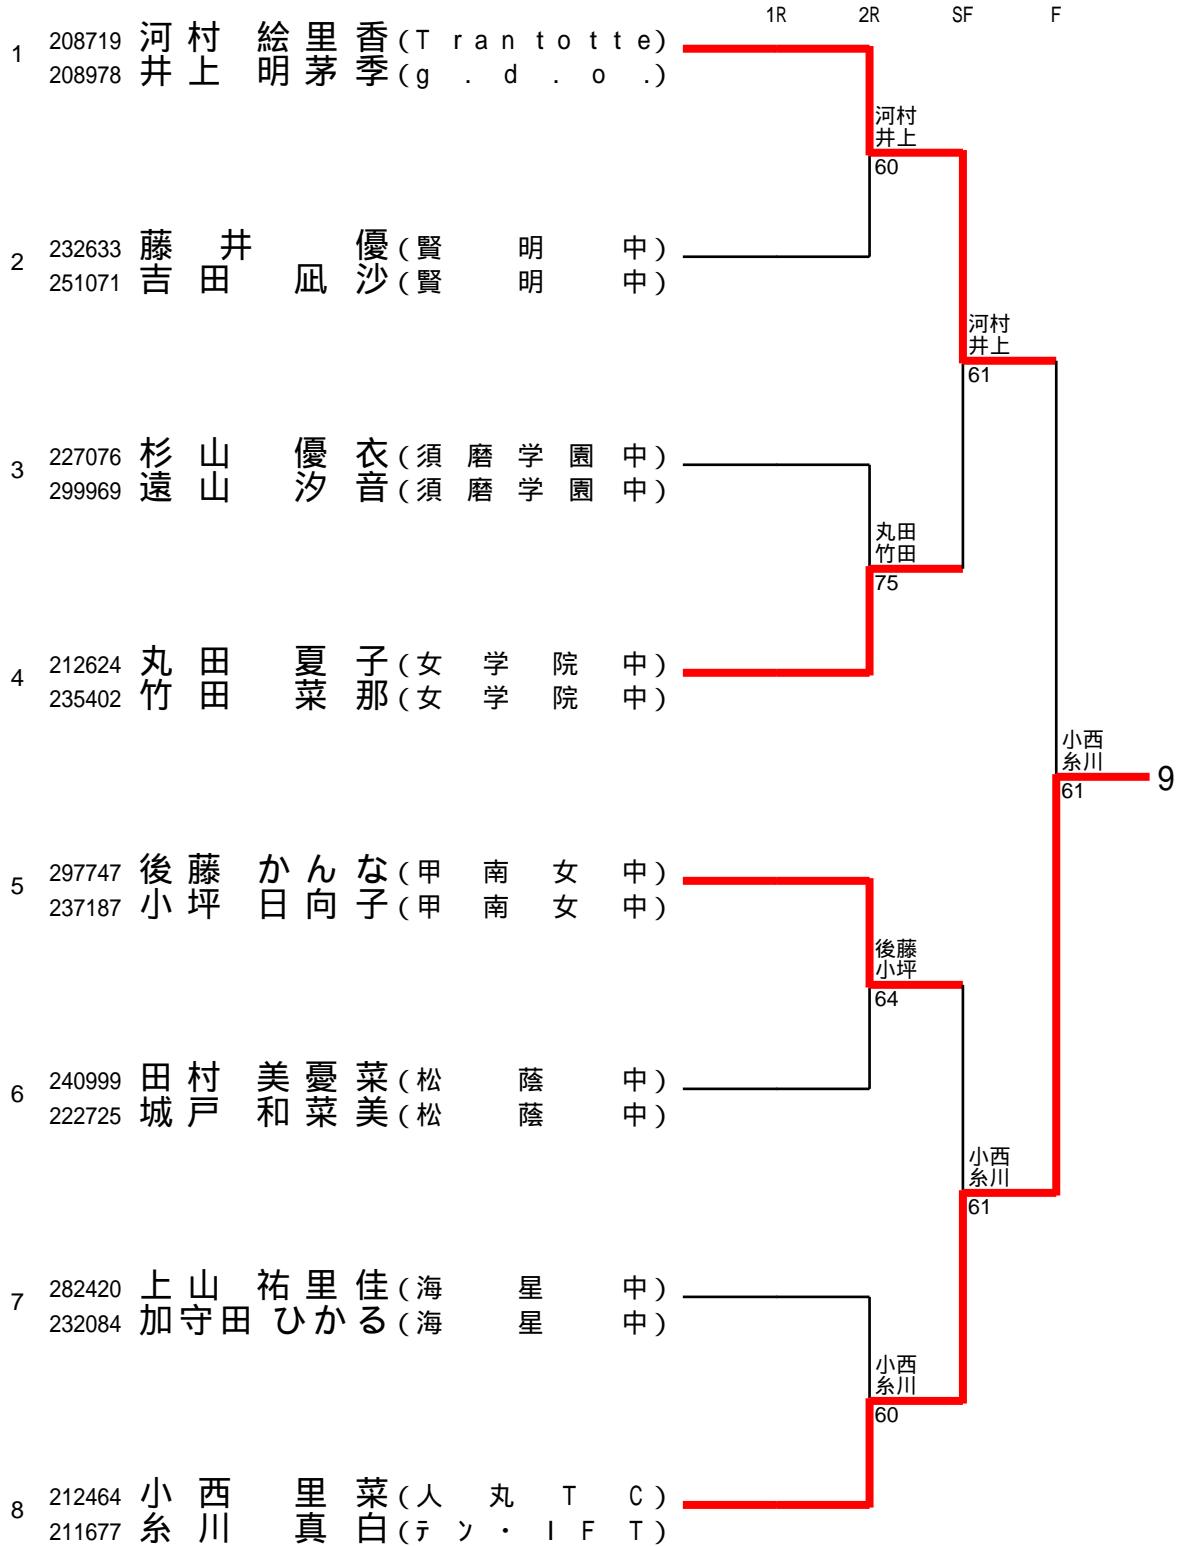 1R 2R SF F
1 208719 河村 絵里香(Trantotte)
208978 井上 明茅季(g.d.o.)
河村
井上
60
2 232633 藤井 優(賢明中)
251071 吉田 凪沙(賢明中)
河村
井上
61
3 227076 杉山 優衣(須磨学園中)
299969 遠山 汐音(須磨学園中)
丸田
竹田
75
4 212624 丸田 夏子(女学院中)
235402 竹田 菜那(女学院中)
小西
糸川
61 9
5 297747 後藤 かんな(甲南女中)
237187 小坪 日向子(甲南女中)
後藤
小坪
64
6 240999 田村 美憂菜(松蔭中)
222725 城戸 和菜美(松蔭中)
小西
糸川
61
7 282420 上山 祐里佳(海星中)
232084 加守田 ひかる(海星中)
小西
糸川
60
8 212464 小西 里菜(人丸TC)
211677 糸川 真白(テン・IFT)